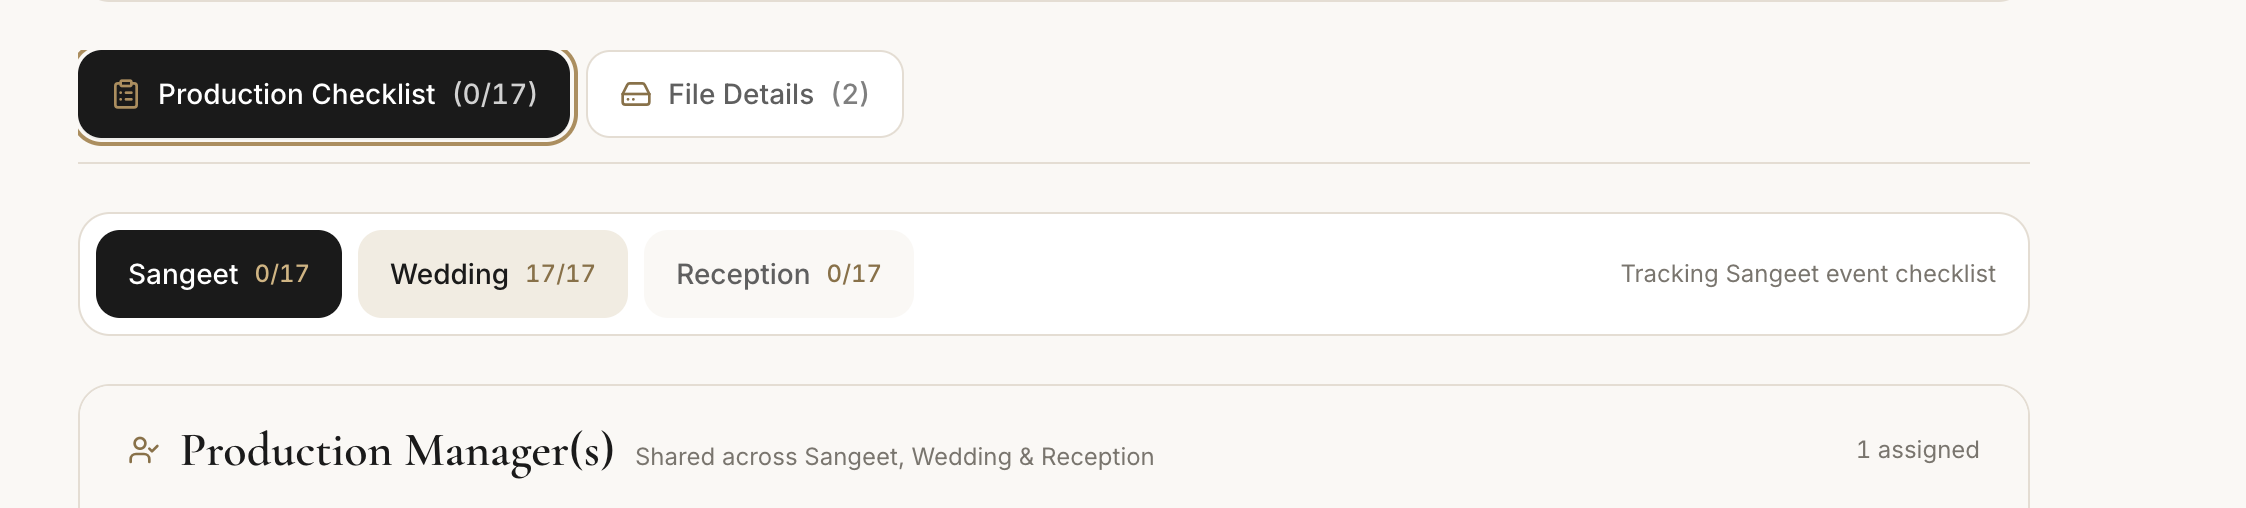 Production Checklist (0/17) File Details (2)
Sangeet 0/17 Wedding 17/17 Reception 0/17 Tracking Sangeet event checklist
Production Manager(s) Shared across Sangeet, Wedding & Reception 1 assigned